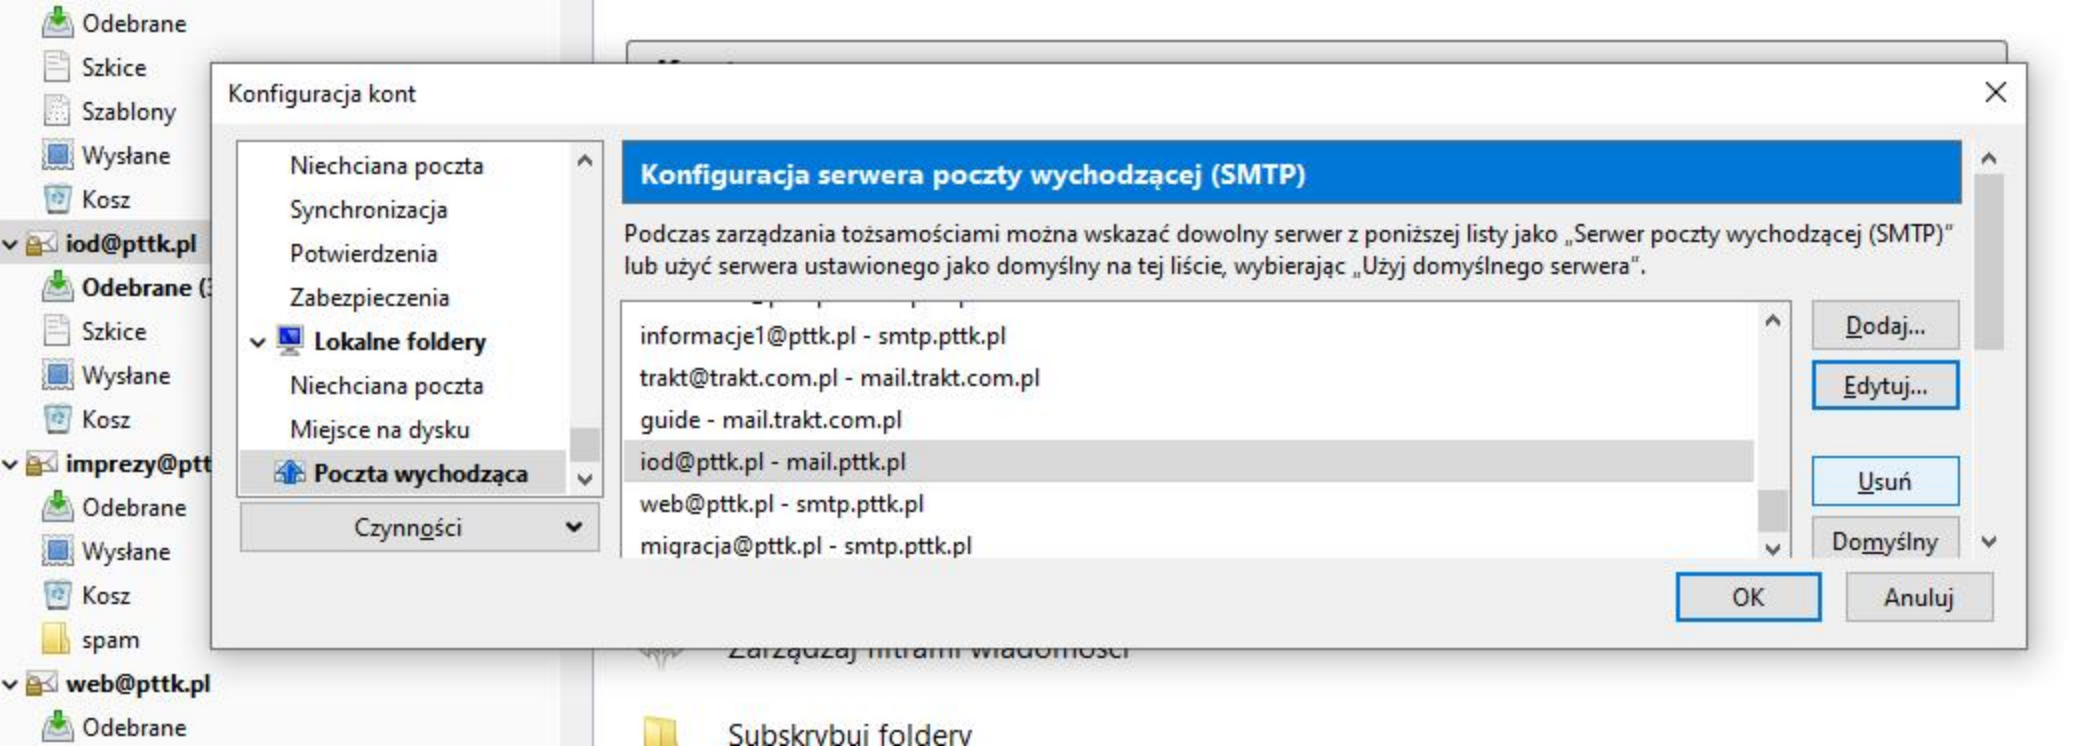 Odebrane
Szkice
Szablony
Wysłane
Kosz
iod@pttk.pl
Odebrane
Szkice
Wysłane
Kosz
imprezy@ptt
Odebrane
Wysłane
Kosz
spam
web@pttk.pl
Odebrane
Konfiguracja kont
Niechciana poczta
Synchronizacja
Potwierdzenia
Zabezpieczenia
Lokalne foldery
Niechciana poczta
Miejsce na dysku
Poczta wychodząca
Czynności
Konfiguracja serwera poczty wychodzącej (SMTP)
Podczas zarządzania tożsamościami można wskazać dowolny serwer z poniższej listy jako „Serwer poczty wychodzącej (SMTP)”
lub użyć serwera ustawionego jako domyślny na tej liście, wybierając „Użyj domyślnego serwera”.
informacje1@pttk.pl - smtp.pttk.pl
trakt@trakt.com.pl - mail.trakt.com.pl
guide - mail.trakt.com.pl
iod@pttk.pl - mail.pttk.pl
web@pttk.pl - smtp.pttk.pl
migracja@pttk.pl - smtp.pttk.pl
Dodaj...
Edytuj...
Usuń
Domyślny
OK
Anuluj
Zarządzaj filtrami wiadomości
Subskrybuj foldery